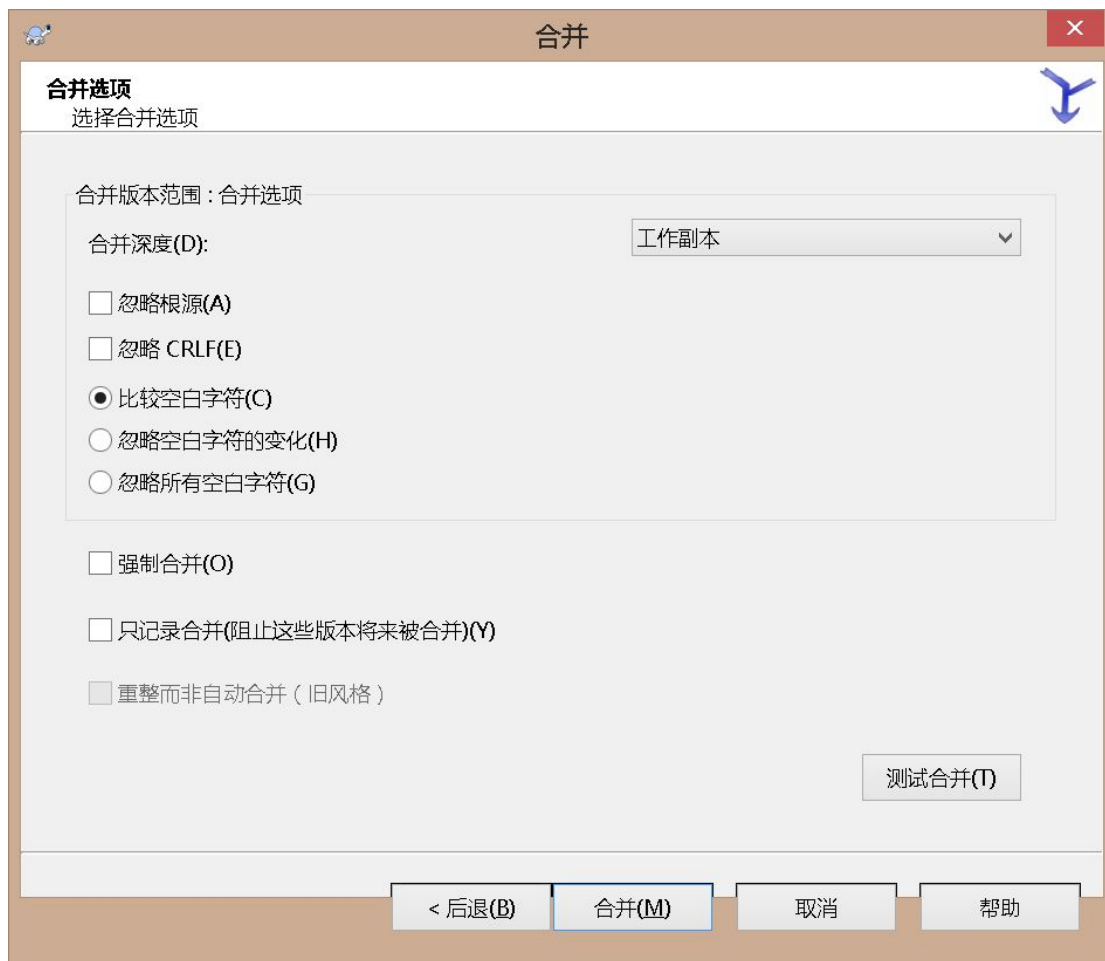 合并
合并选项
选择合并选项
合并版本范围 : 合并选项
合并深度(D):
工作副本
忽略根源(A)
忽略 CRLF(E)
比较空白字符(C)
忽略空白字符的变化(H)
忽略所有空白字符(G)
强制合并(O)
只记录合并(阻止这些版本将来被合并)(Y)
重整而非自动合并 ( 旧风格 )
测试合并(T)
< 后退(B)
合并(M)
取消
帮助